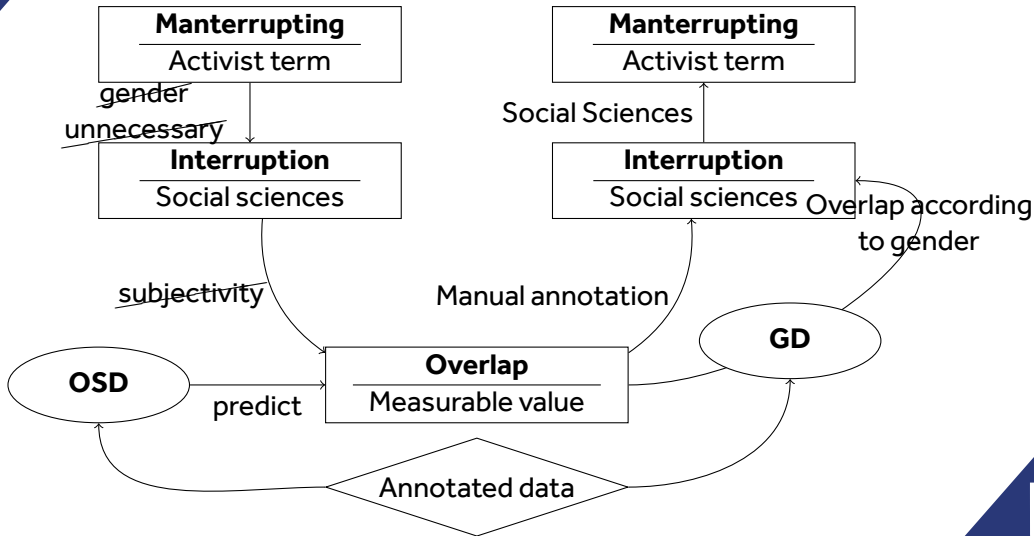 Manterrupting
Activist term
gender
unnecessary
Interruption
Social sciences
subjectivity
Manterrupting
Activist term
Social Sciences
Interruption
Social sciences
Overlap according
to gender
Manual annotation
GD
OSD
predict
Overlap
Measurable value
Annotated data